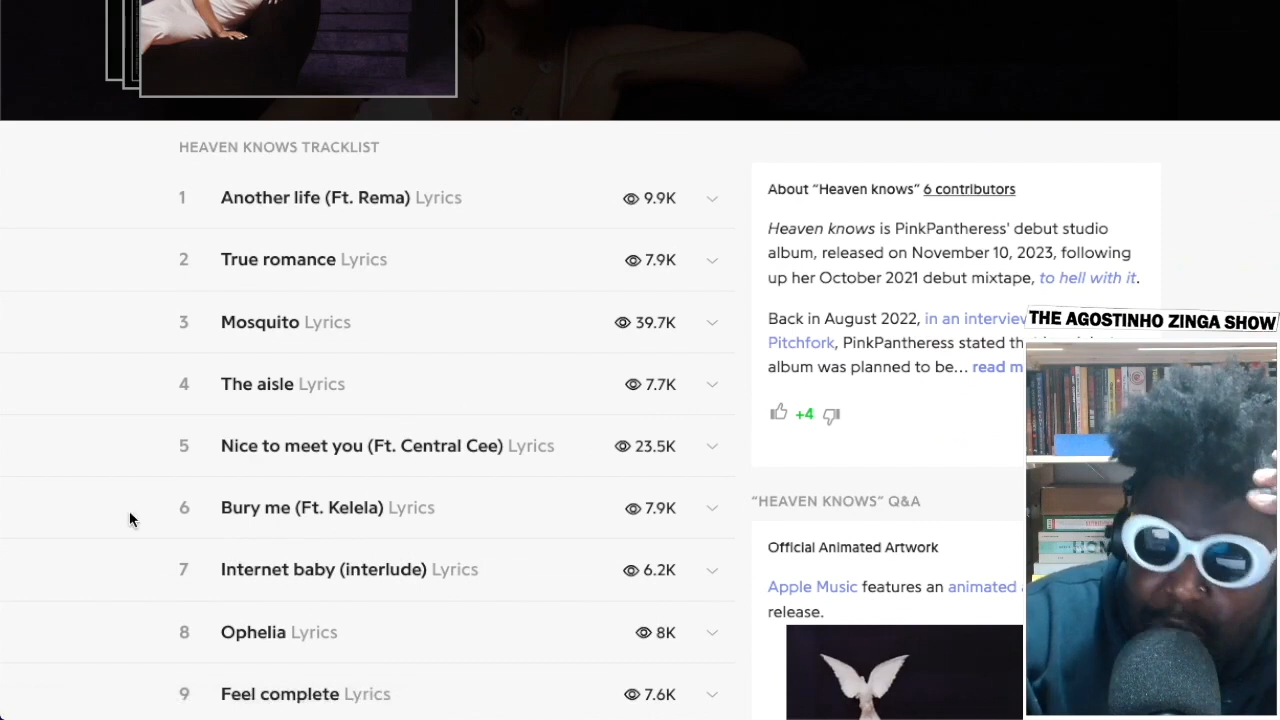 HEAVEN KNOWS TRACKLIST
1 Another life (Ft. Rema) Lyrics 9.9K
2 True romance Lyrics 7.9K
3 Mosquito Lyrics 39.7K
4 The aisle Lyrics 7.7K
5 Nice to meet you (Ft. Central Cee) Lyrics 23.5K
6 Bury me (Ft. Kelela) Lyrics 7.9K
7 Internet baby (interlude) Lyrics 6.2K
8 Ophelia Lyrics 8K
9 Feel complete Lyrics 7.6K
About “Heaven knows” 6 contributors
Heaven knows is PinkPantheress' debut studio
album, released on November 10, 2023, following
up her October 2021 debut mixtape, to hell with it.
Back in August 2022, in an interview
Pitchfork, PinkPantheress stated
album was planned to be... read
+4
“HEAVEN KNOWS” Q&A
Official Animated Artwork
Apple Music features an animated
release.
THE AGOSTINHO ZINGA SHOW